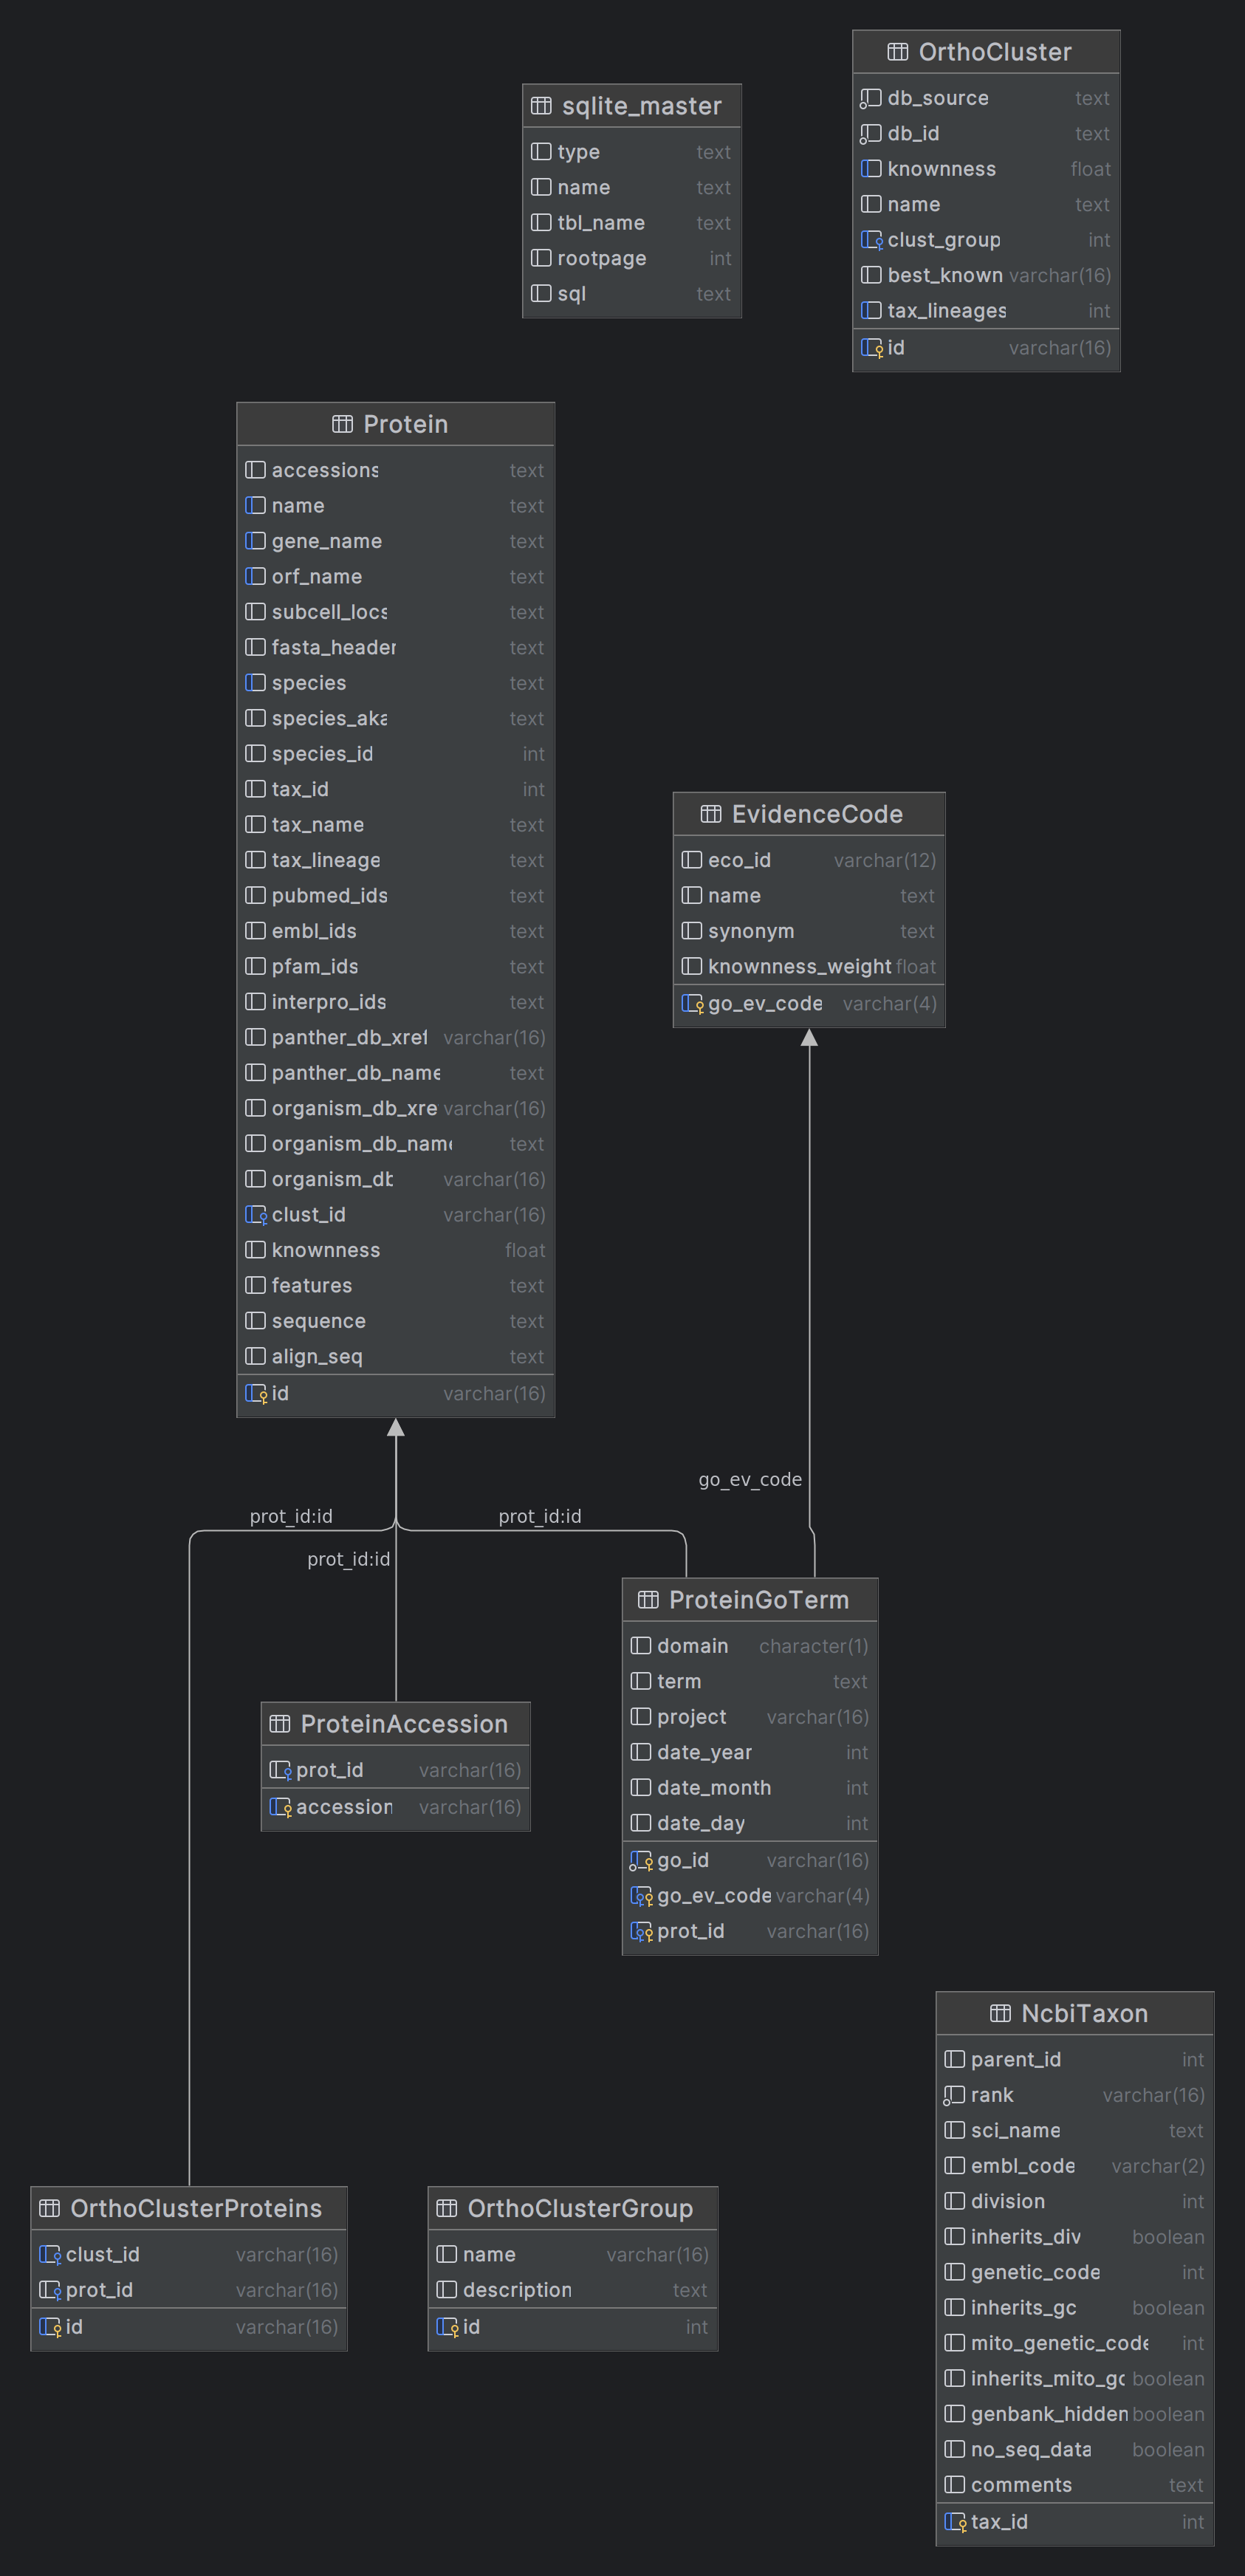 OrthoCluster
db_source text
db_id text
knownness float
name text
clust_group int
best_known varchar(16)
tax_lineages int
id varchar(16)
sqlite_master
type text
name text
tbl_name text
rootpage int
sql text
Protein
accessions text
name text
gene_name text
orf_name text
subcell_locs text
fasta_header text
species text
species_aka text
species_id int
tax_id int
tax_name text
tax_lineage text
pubmed_ids text
embl_ids text
pfam_ids text
interpro_ids text
panther_db_xref varchar(16)
panther_db_name text
organism_db_xre varchar(16)
organism_db_name text
organism_db varchar(16)
clust_id varchar(16)
knownness float
features text
sequence text
align_seq text
id varchar(16)
EvidenceCode
eco_id varchar(12)
name text
synonym text
knownness_weight float
go_ev_code varchar(4)
go_ev_code
prot_id:id
prot_id:id
prot_id:id
ProteinGoTerm
domain character(1)
term text
project varchar(16)
date_year int
date_month int
date_day int
go_id varchar(16)
go_ev_code varchar(4)
prot_id varchar(16)
ProteinAccession
prot_id varchar(16)
accession varchar(16)
NcbiTaxon
parent_id int
rank varchar(16)
sci_name text
embl_code varchar(2)
division int
inherits_div boolean
genetic_code int
inherits_gc boolean
mito_genetic_code int
inherits_mito_gc boolean
genbank_hidden boolean
no_seq_data boolean
comments text
tax_id int
OrthoClusterProteins
clust_id varchar(16)
prot_id varchar(16)
id varchar(16)
OrthoClusterGroup
name varchar(16)
description text
id int